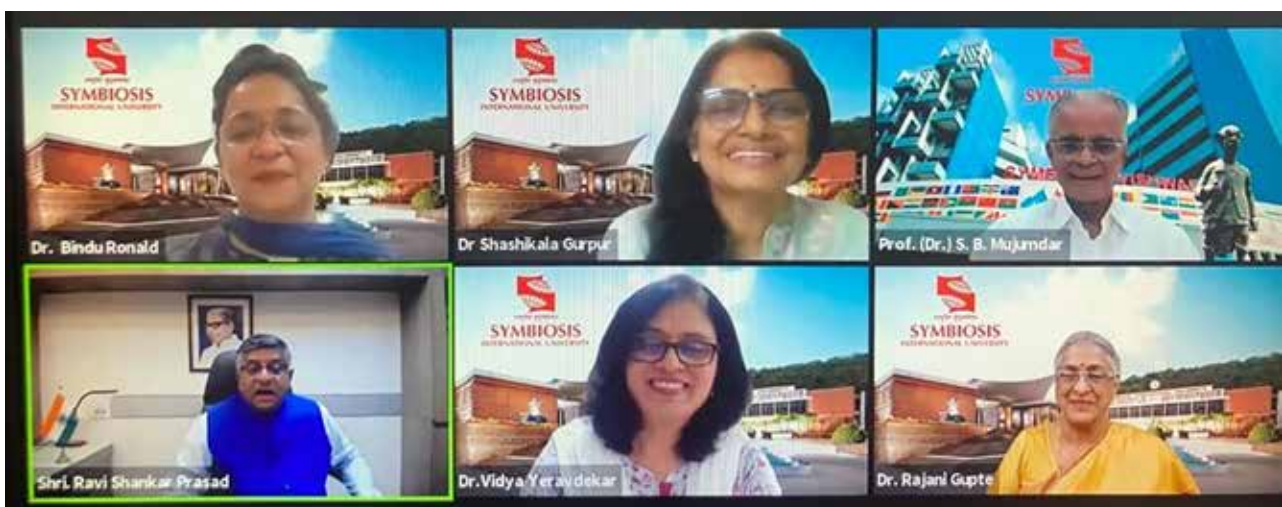 SYMBIOSIS
INTERNATIONAL UNIVERSITY
Dr. Bindu Ronald
SYMBIOSIS
INTERNATIONAL UNIVERSITY
Dr Shashikala Gurpur
SYM
Prof. (Dr.) S. B. Mujumdar
Shri. Ravi Shankar Prasad
SYMBIOSIS
INTERNATIONAL UNIVERSITY
Dr.Vidya Yeravdekar
SYMBIOSIS
INTERNATIONAL UNIVERSITY
Dr. Rajani Gupte